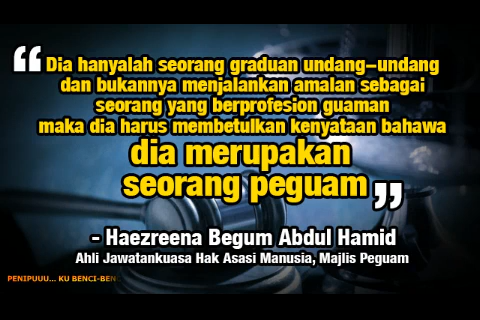 “ Dia hanyalah seorang graduan undang–undang
dan bukannya menjalankan amalan sebagai
seorang yang berprofesion guaman
maka dia harus membetulkan kenyataan bahawa
dia merupakan
seorang peguam „
- Haezreena Begum Abdul Hamid
Ahli Jawatankuasa Hak Asasi Manusia, Majlis Peguam
PENIPUUU... KU BENCI-BEN